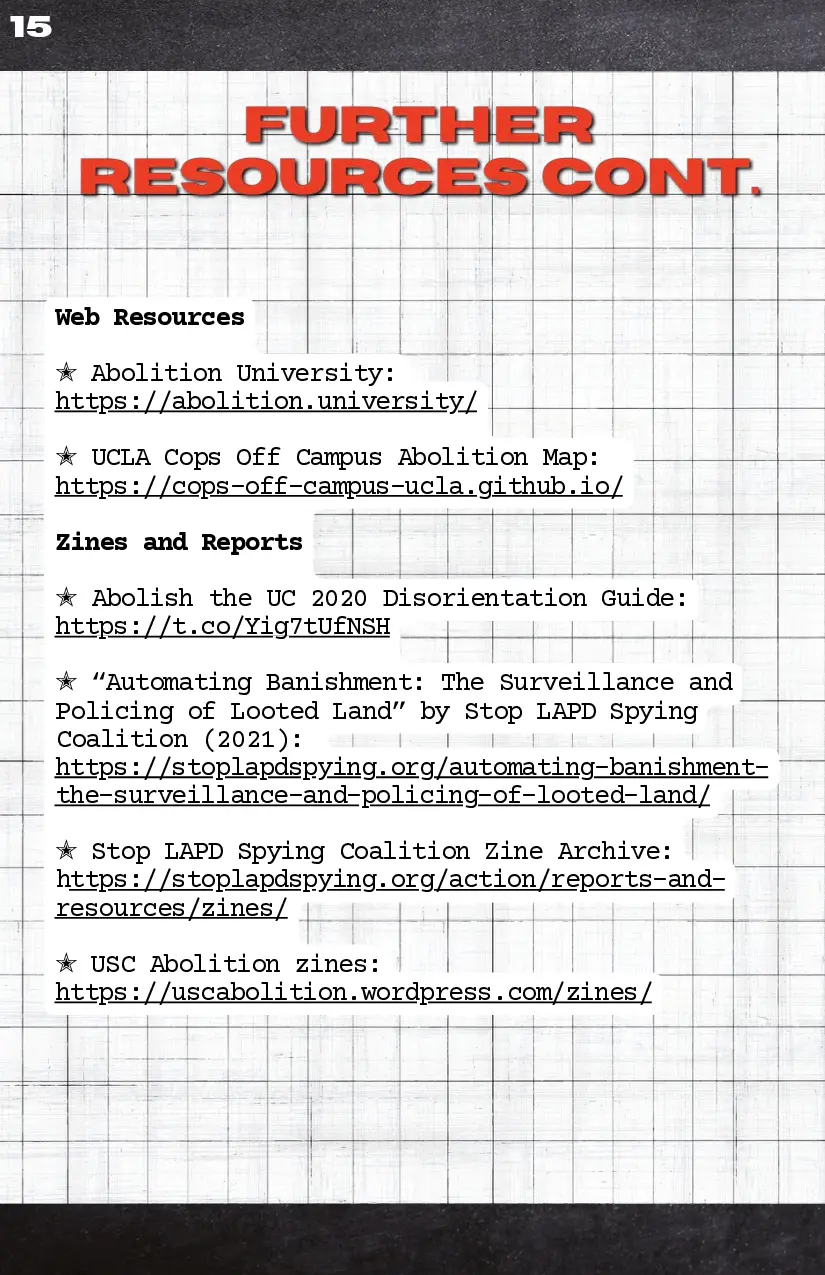 15
FURTHER
RESOURCES CONT.
Web Resources
✯ Abolition University:
https://abolition.university/
✯ UCLA Cops Off Campus Abolition Map:
https://cops-off-campus-ucla.github.io/
Zines and Reports
✯ Abolish the UC 2020 Disorientation Guide:
https://t.co/Yig7tUfNSH
✯ “Automating Banishment: The Surveillance and
Policing of Looted Land” by Stop LAPD Spying
Coalition (2021):
https://stoplapdspying.org/automating-banishment-
the-surveillance-and-policing-of-looted-land/
✯ Stop LAPD Spying Coalition Zine Archive:
https://stoplapdspying.org/action/reports-and-
resources/zines/
✯ USC Abolition zines:
https://uscabolition.wordpress.com/zines/